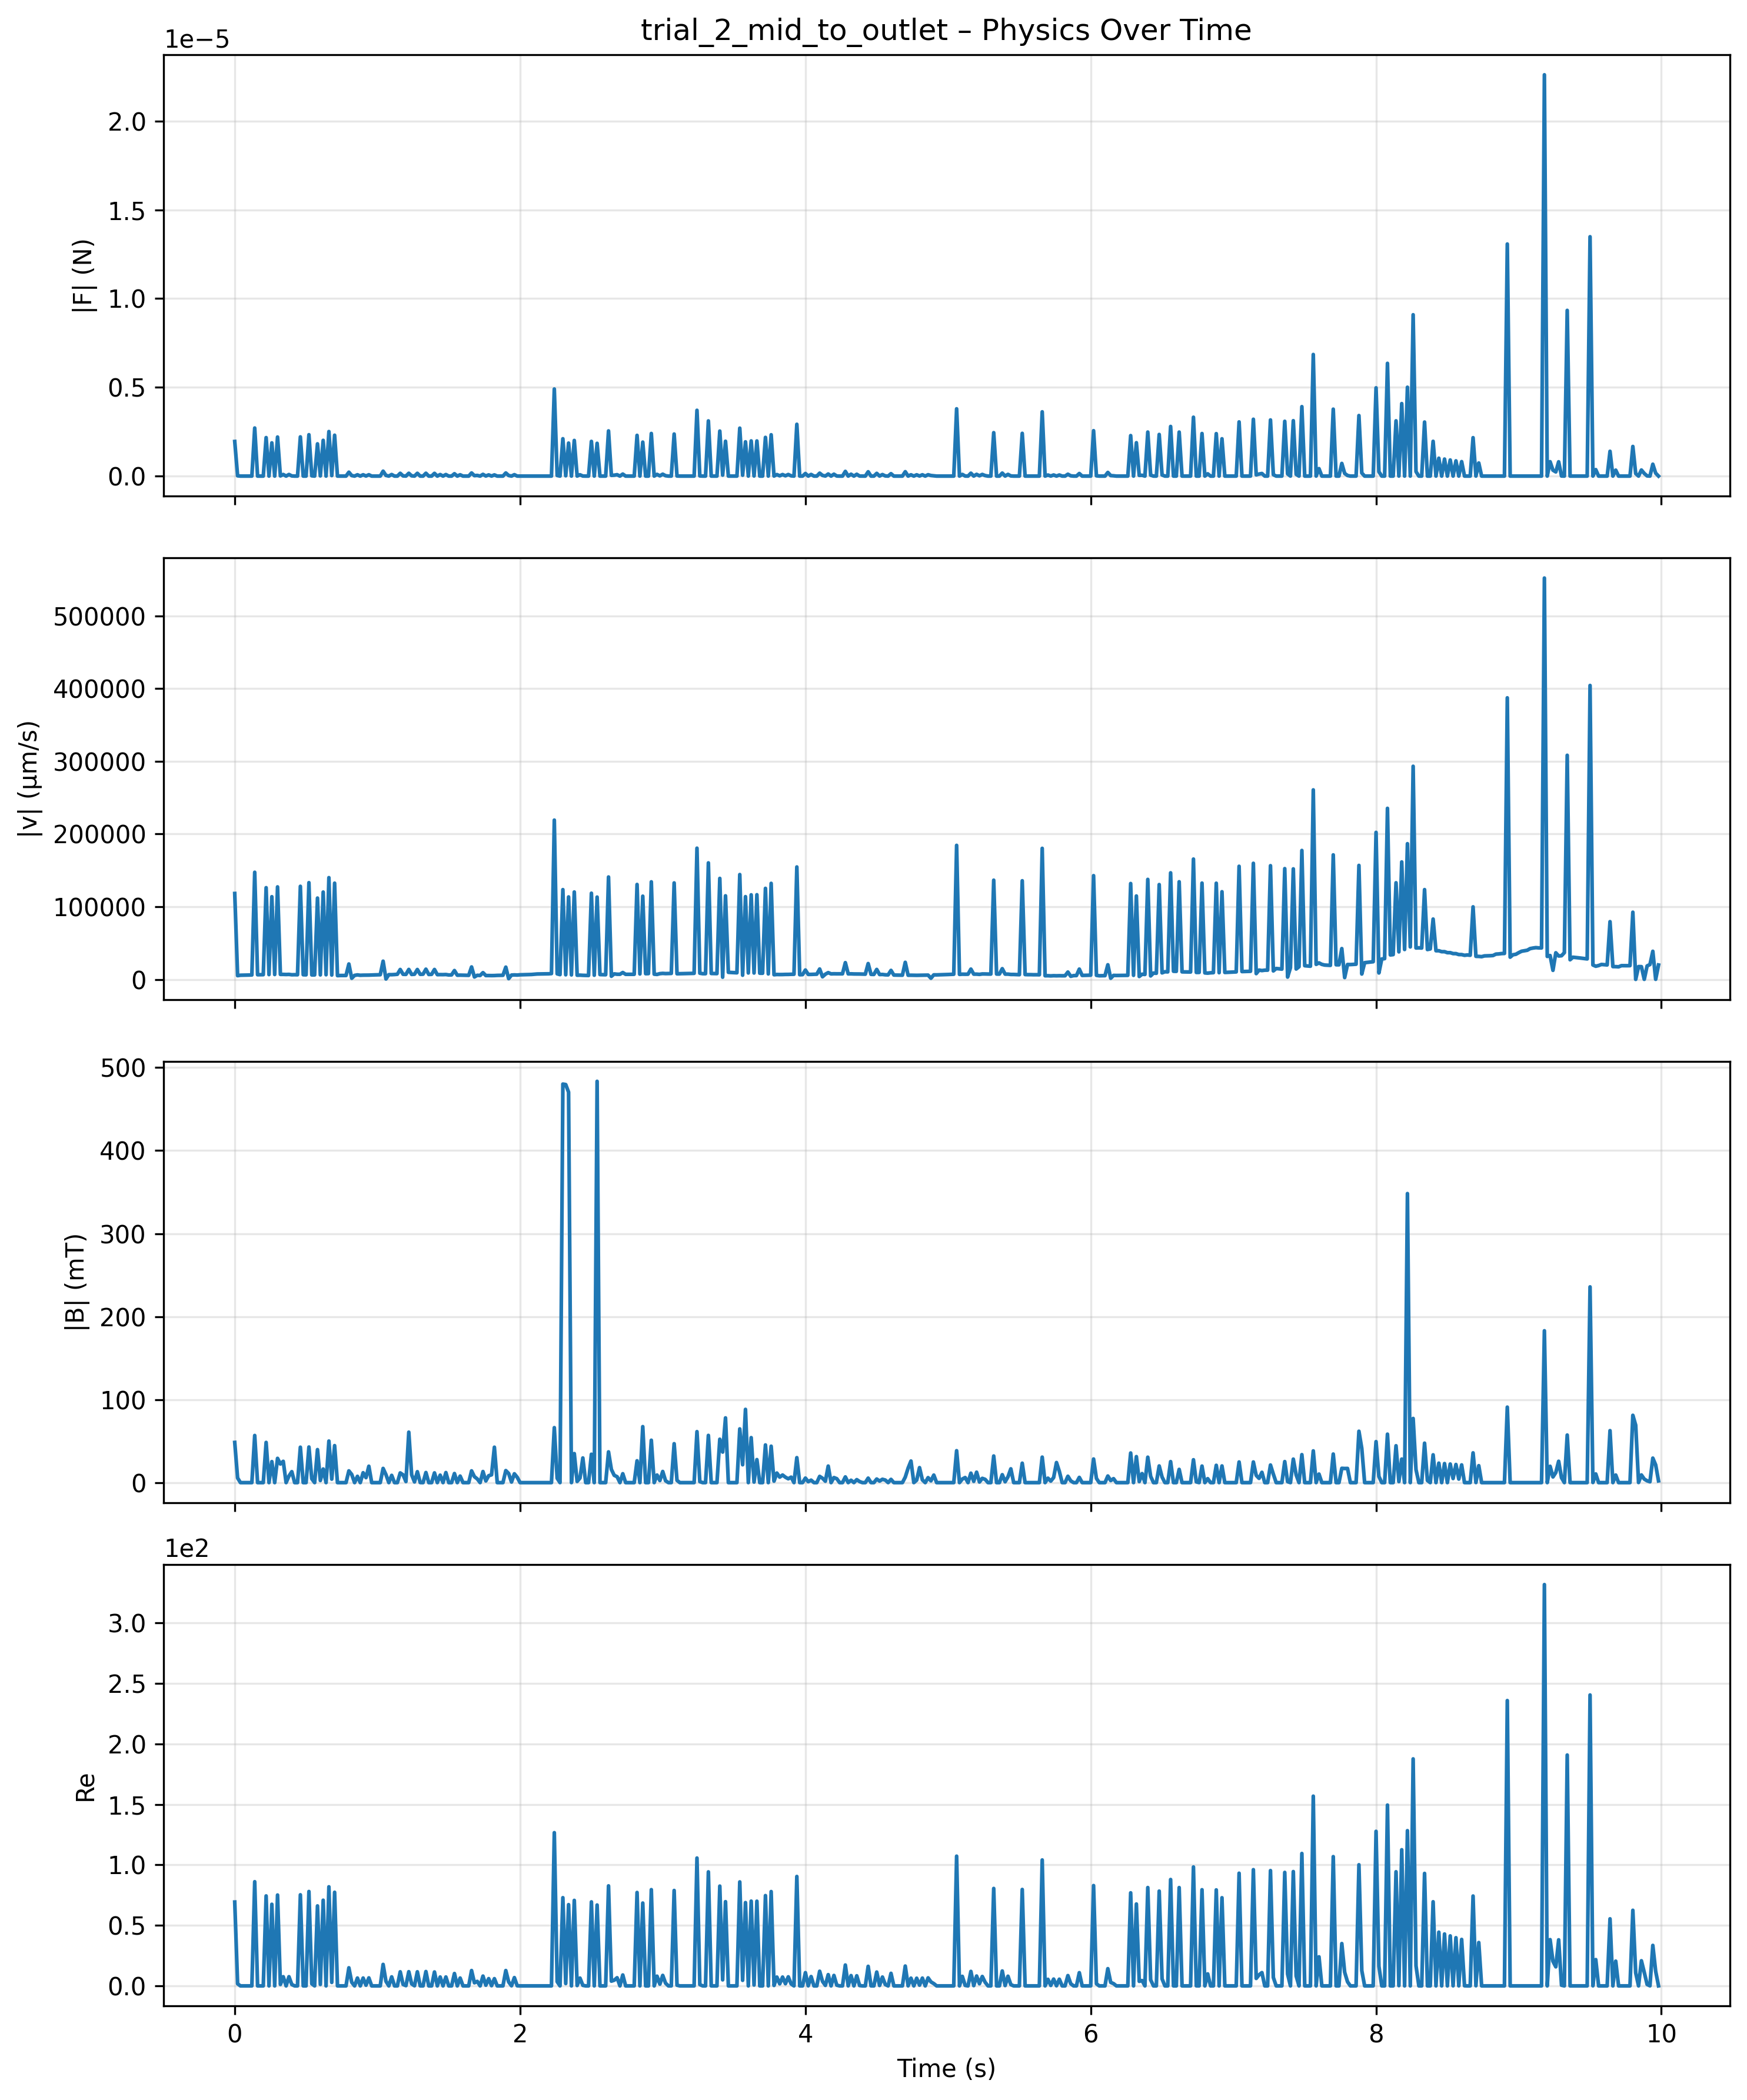 trial_2_mid_to_outlet – Physics Over Time
1e−5
2.0
1.5
1.0
0.5
0.0
|F| (N)
500000
400000
300000
200000
100000
0
|v| (µm/s)
500
400
300
200
100
0
|B| (mT)
1e2
3.0
2.5
2.0
1.5
1.0
0.5
0.0
Re
0 2 4 6 8 10
Time (s)